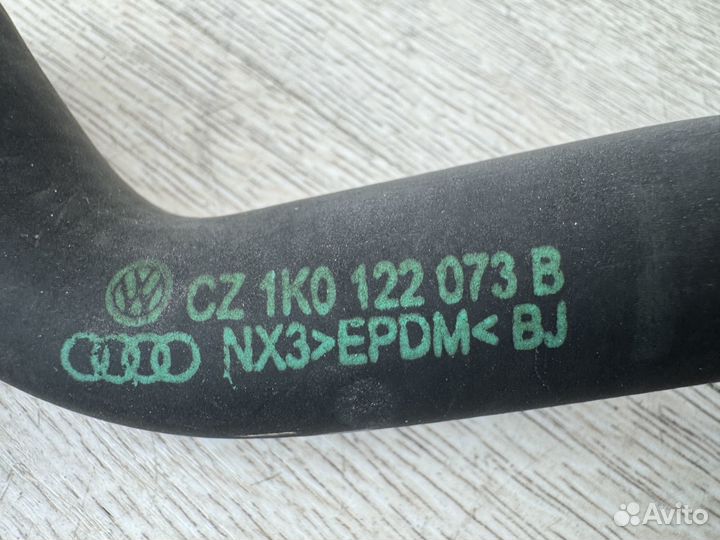 CZ 1K0 122 073 B
NX3>EPDM< BJ
Avito